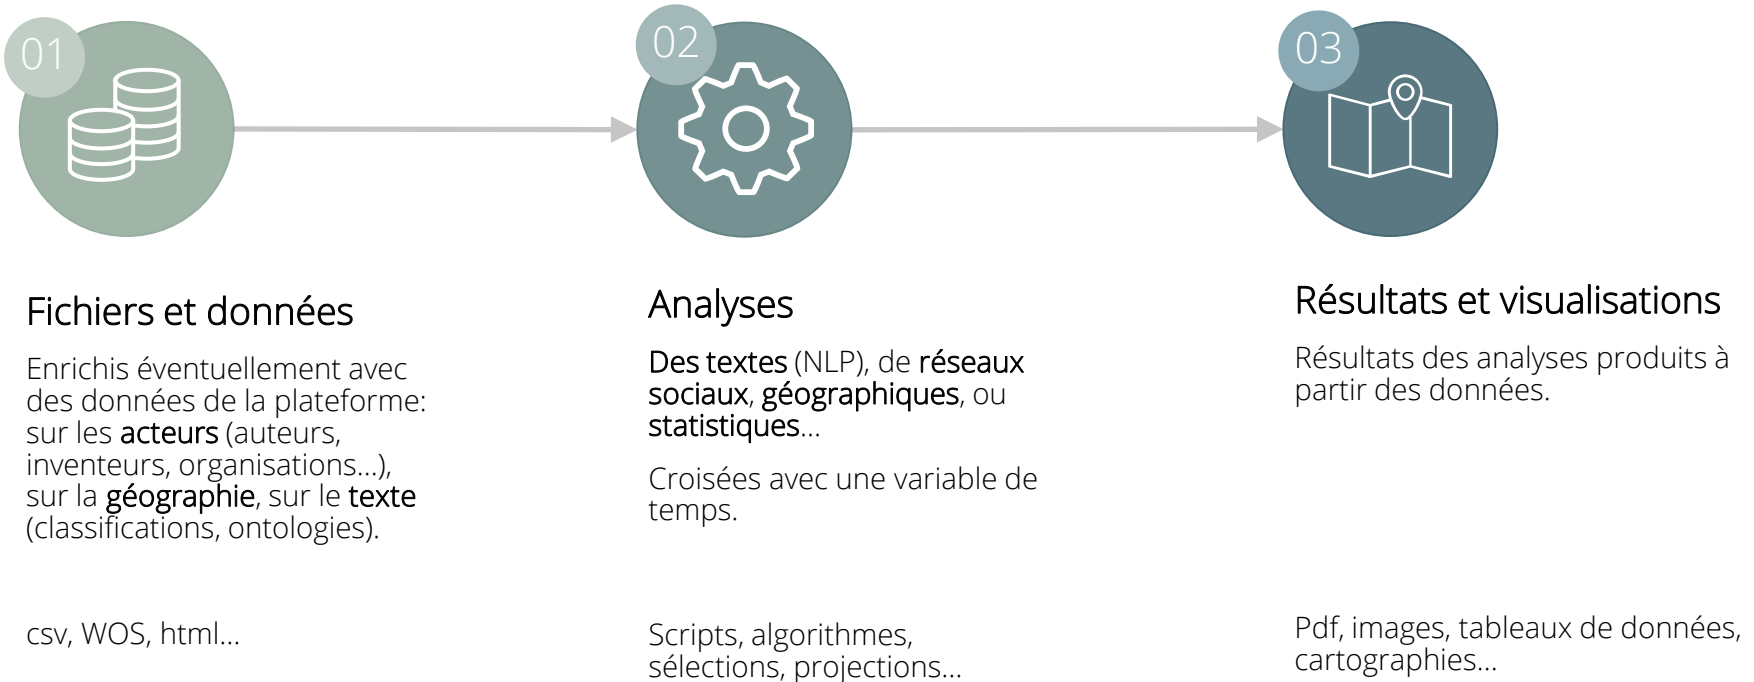 01
Fichiers et données
Enrichis éventuellement avec
des données de la plateforme:
sur les acteurs (auteurs,
inventeurs, organisations…),
sur la géographie, sur le texte
(classifications, ontologies).
csv, WOS, html…
02
Analyses
Des textes (NLP), de réseaux
sociaux, géographiques, ou
statistiques…
Croisées avec une variable de
temps.
Scripts, algorithmes,
sélections, projections…
03
Résultats et visualisations
Résultats des analyses produits à
partir des données.
Pdf, images, tableaux de données,
cartographies…